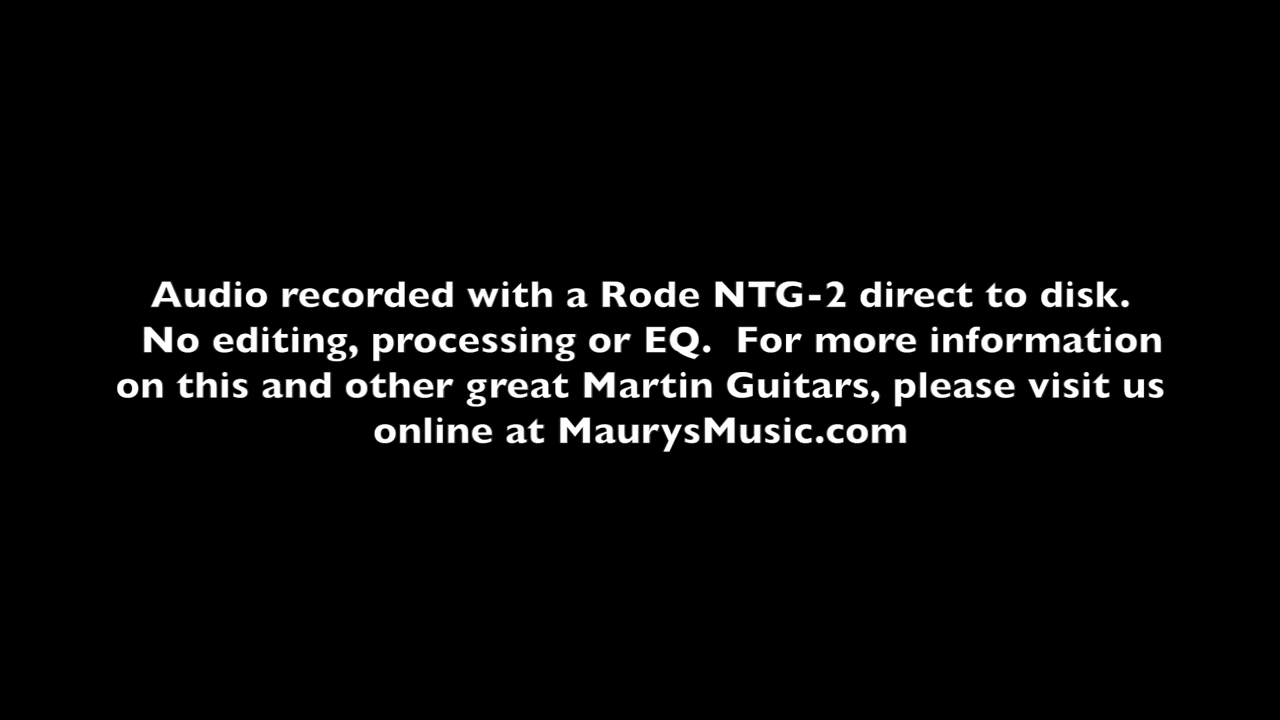 Audio recorded with a Rode NTG-2 direct to disk.
No editing, processing or EQ.  For more information
on this and other great Martin Guitars, please visit us
online at MaurysMusic.com